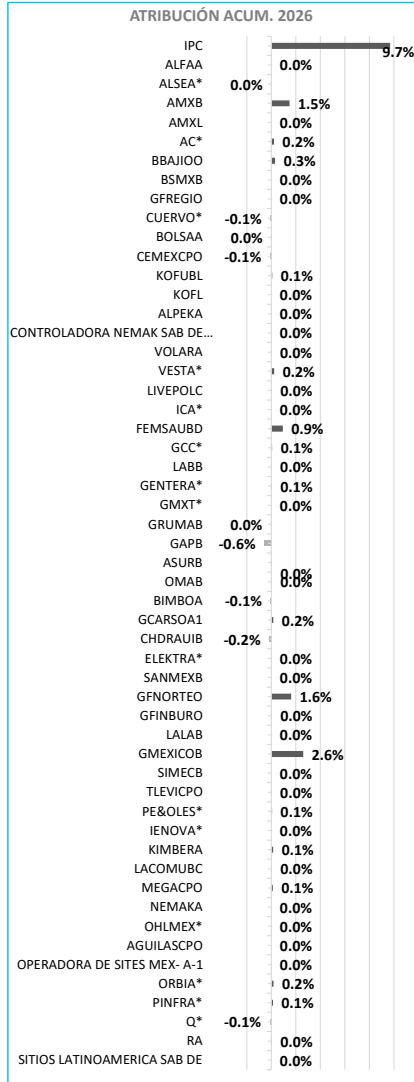 ATRIBUCIÓN ACUM. 2026
IPC 9.7%
ALFAA 0.0%
ALSEA* 0.0%
AMXB 1.5%
AMXL 0.0%
AC* 0.2%
BBAJIOO 0.3%
BSMXB 0.0%
GFREGIO 0.0%
CUERVO* -0.1%
BOLSAA 0.0%
CEMEXCPO -0.1%
KOFUBL 0.1%
KOFL 0.0%
ALPEKA 0.0%
CONTROLADORA NEMAK SAB DE... 0.0%
VOLARA 0.0%
VESTA* 0.2%
LIVEPOLC 0.0%
ICA* 0.0%
FEMSAUBD 0.9%
GCC* 0.1%
LABB 0.0%
GENTERA* 0.1%
GMXT* 0.0%
GRUMAB 0.0%
GAPB -0.6%
ASURB 0.0%
OMAB 0.0%
BIMBOA -0.1%
GCARSOA1 0.2%
CHDRAUIB -0.2%
ELEKTRA* 0.0%
SANMEXB 0.0%
GFNORTEO 1.6%
GFINBURO 0.0%
LALAB 0.0%
GMEXICOB 2.6%
SIMECB 0.0%
TLEVICPO 0.0%
PE&OLES* 0.1%
IENOVA* 0.0%
KIMBERA 0.1%
LACOMUBC 0.0%
MEGACPO 0.1%
NEMAKA 0.0%
OHLMEX* 0.0%
AGUILASCPO 0.0%
OPERADORA DE SITES MEX- A-1 0.0%
ORBIA* 0.2%
PINFRA* 0.1%
Q* -0.1%
RA 0.0%
SITIOS LATINOAMERICA SAB DE 0.0%